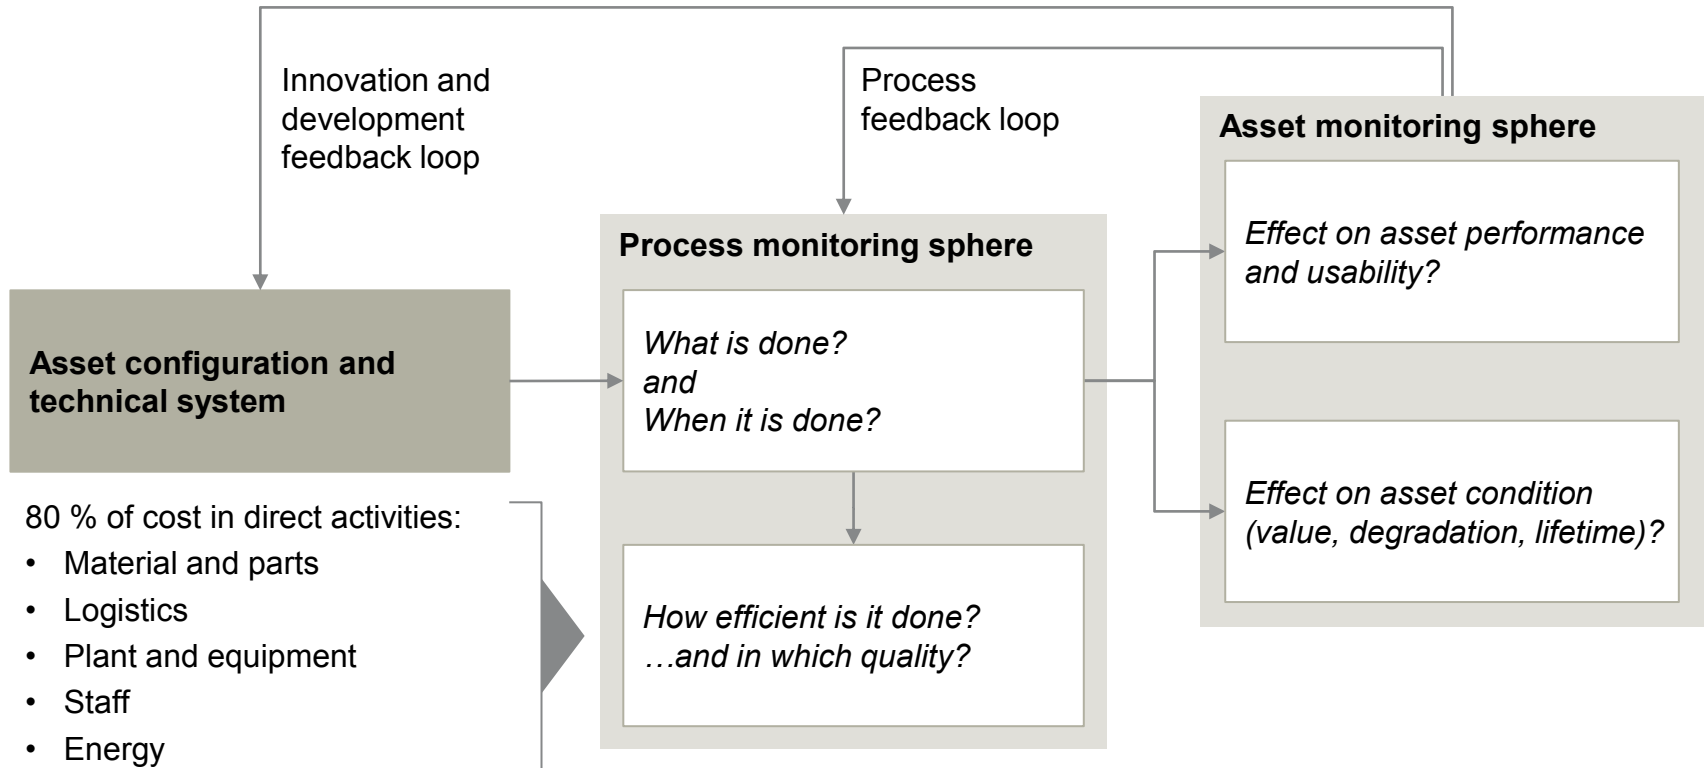 Innovation and
development
feedback loop
Process
feedback loop
Asset monitoring sphere
Effect on asset performance
and usability?
Effect on asset condition
(value, degradation, lifetime)?
Process monitoring sphere
What is done?
and
When it is done?
How efficient is it done?
…and in which quality?
Asset configuration and
technical system
80 % of cost in direct activities:
• Material and parts
• Logistics
• Plant and equipment
• Staff
• Energy